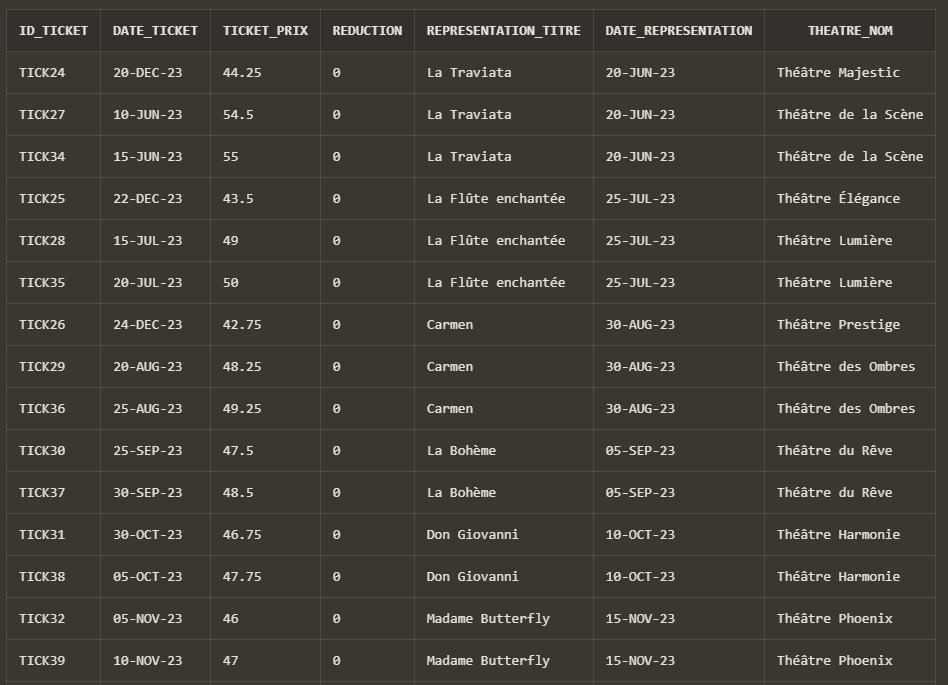 ID_TICKET DATE_TICKET TICKET_PRIX REDUCTION REPRESENTATION_TITRE DATE_REPRESENTATION THEATRE_NOM
TICK24 20-DEC-23 44.25 0 La Traviata 20-JUN-23 Théâtre Majestic
TICK27 10-JUN-23 54.5 0 La Traviata 20-JUN-23 Théâtre de la Scène
TICK34 15-JUN-23 55 0 La Traviata 20-JUN-23 Théâtre de la Scène
TICK25 22-DEC-23 43.5 0 La Flûte enchantée 25-JUL-23 Théâtre Élégance
TICK28 15-JUL-23 49 0 La Flûte enchantée 25-JUL-23 Théâtre Lumière
TICK35 20-JUL-23 50 0 La Flûte enchantée 25-JUL-23 Théâtre Lumière
TICK26 24-DEC-23 42.75 0 Carmen 30-AUG-23 Théâtre Prestige
TICK29 20-AUG-23 48.25 0 Carmen 30-AUG-23 Théâtre des Ombres
TICK36 25-AUG-23 49.25 0 Carmen 30-AUG-23 Théâtre des Ombres
TICK30 25-SEP-23 47.5 0 La Bohème 05-SEP-23 Théâtre du Rêve
TICK37 30-SEP-23 48.5 0 La Bohème 05-SEP-23 Théâtre du Rêve
TICK31 30-OCT-23 46.75 0 Don Giovanni 10-OCT-23 Théâtre Harmonie
TICK38 05-OCT-23 47.75 0 Don Giovanni 10-OCT-23 Théâtre Harmonie
TICK32 05-NOV-23 46 0 Madame Butterfly 15-NOV-23 Théâtre Phoenix
TICK39 10-NOV-23 47 0 Madame Butterfly 15-NOV-23 Théâtre Phoenix